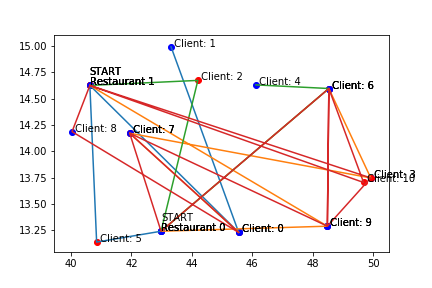 15.00
14.75
14.50
14.25
14.00
13.75
13.50
13.25
40
42
44
46
48
50
Client: 1
START
Restaurant 1
Client: 2
Client: 4
Client: 6
Client: 8
Client: 7
Client: 3
Client: 10
START
Restaurant 0
Client: 5
Client: 0
Client: 9